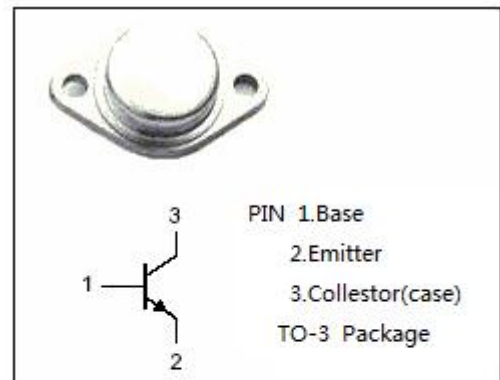 3
PIN 1.Base
2.Emitter
1
3.Collestor(case)
TO-3 Package
2